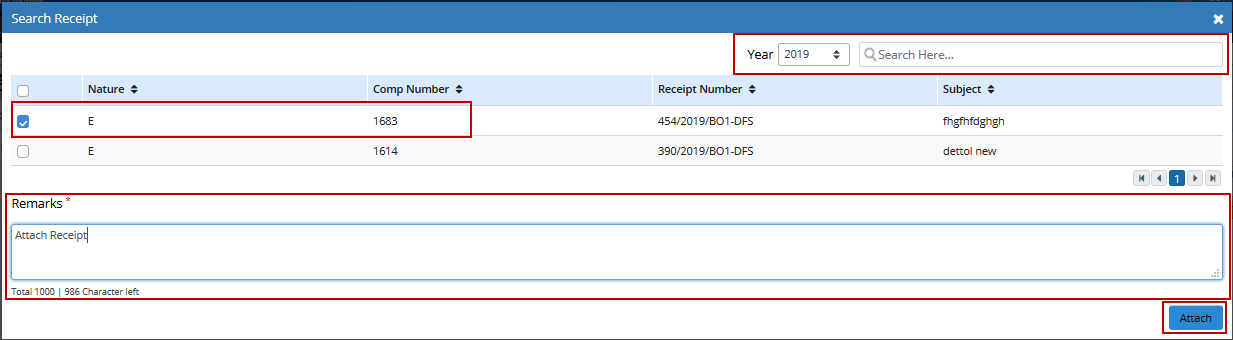 Search Receipt
Year 2019 Search Here...
Nature Comp Number Receipt Number Subject
E 1683 454/2019/BO1-DFS fhgfhfdghgh
E 1614 390/2019/BO1-DFS dettol new
1
Remarks *
Attach Receipt
Total 1000 | 986 Character left
Attach